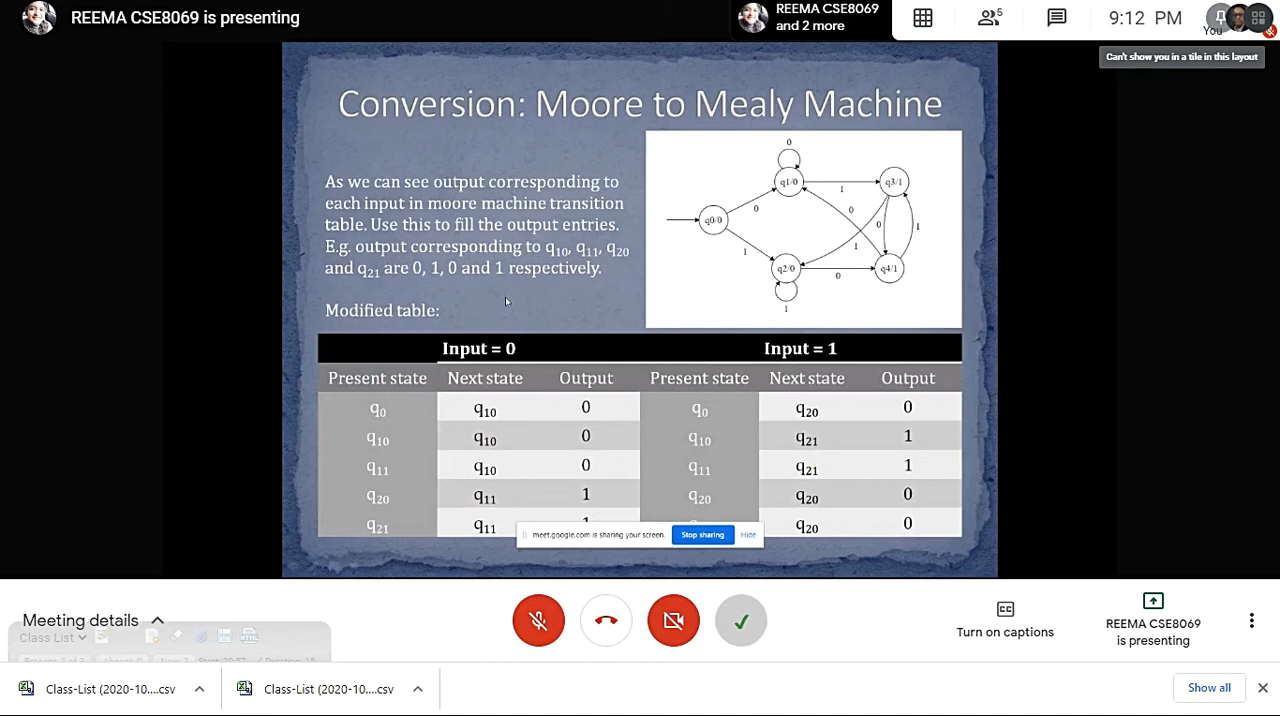 REEMA CSE8069 is presenting
REEMA CSE8069
and 2 more
5
9:12 PM
You
Can't show you in a tile in this layout
Conversion: Moore to Mealy Machine
As we can see output corresponding to
each input in moore machine transition
table. Use this to fill the output entries.
E.g. output corresponding to q10, q11, q20
and q21 are 0, 1, 0 and 1 respectively.
Modified table:
0
q1/0
1
q3/1
0
q0/0
0
0
1
1
1
q2/0
0
q4/1
1
Input = 0 Input = 1
Present state Next state Output Present state Next state Output
q0 q10 0 q0 q20 0
q10 q10 0 q10 q21 1
q11 q10 0 q11 q21 1
q20 q11 1 q20 q20 0
q21 q11 q20 0
meet.google.com is sharing your screen. Stop sharing Hide
Meeting details
Class List
HTML
Turn on captions
REEMA CSE8069
is presenting
Class-List (2020-10....csv
Class-List (2020-10....csv
Show all